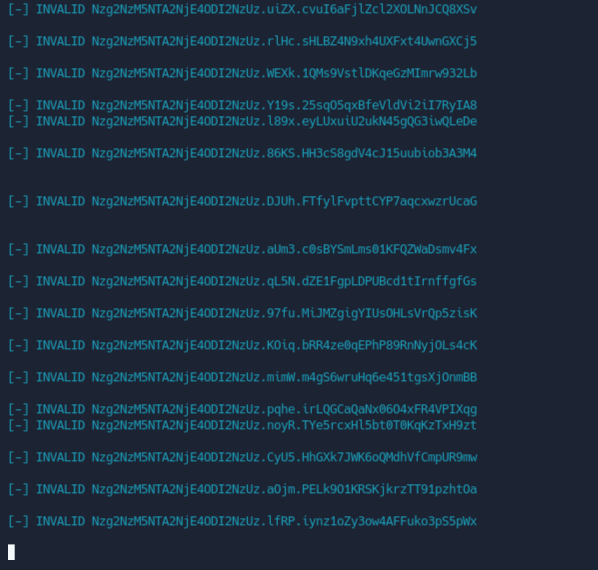 [-] INVALID Nzg2NzM5NTA2NjE4ODI2NzUz.uiZX.cvuI6aFjlZcl2XOLNnJCQ8XSv
[-] INVALID Nzg2NzM5NTA2NjE4ODI2NzUz.rlHc.sHLBZ4N9xh4UXFxt4UwnGXCj5
[-] INVALID Nzg2NzM5NTA2NjE4ODI2NzUz.WEXk.1QMs9VstlDKqeGzMImrw932Lb
[-] INVALID Nzg2NzM5NTA2NjE4ODI2NzUz.Y19s.25sqO5qxBfeVldVi2iI7RyIA8
[-] INVALID Nzg2NzM5NTA2NjE4ODI2NzUz.l89x.eyLUxuiU2ukN45gQG3iwQLeDe
[-] INVALID Nzg2NzM5NTA2NjE4ODI2NzUz.86KS.HH3cS8gdV4cJ15uubiob3A3M4
[-] INVALID Nzg2NzM5NTA2NjE4ODI2NzUz.DJUh.FTfylFvpttCYP7aqcxwzrUcaG
[-] INVALID Nzg2NzM5NTA2NjE4ODI2NzUz.aUm3.c0sBYSmLms01KFQZWaDsmv4Fx
[-] INVALID Nzg2NzM5NTA2NjE4ODI2NzUz.qL5N.dZE1FgpLDPUBcd1tIrnffgfGs
[-] INVALID Nzg2NzM5NTA2NjE4ODI2NzUz.97fu.MiJMZgigYIUsOHLsVrQp5zisK
[-] INVALID Nzg2NzM5NTA2NjE4ODI2NzUz.KOiq.bRR4ze0qEPhP89RnNyjOLs4cK
[-] INVALID Nzg2NzM5NTA2NjE4ODI2NzUz.mimW.m4gS6wruHq6e451tgsXjOnmBB
[-] INVALID Nzg2NzM5NTA2NjE4ODI2NzUz.pqhe.irLQGCaQaNx06O4xFR4VPIXqg
[-] INVALID Nzg2NzM5NTA2NjE4ODI2NzUz.noyR.TYe5rcxHl5bt0T0KqKzTxH9zt
[-] INVALID Nzg2NzM5NTA2NjE4ODI2NzUz.CyU5.HhGXk7JWK6oQMdhVfCmpUR9mw
[-] INVALID Nzg2NzM5NTA2NjE4ODI2NzUz.aOjm.PELk9O1KRSKjkrzTT91pzhtOa
[-] INVALID Nzg2NzM5NTA2NjE4ODI2NzUz.lfRP.iynz1oZy3ow4AFFuko3pS5pWx